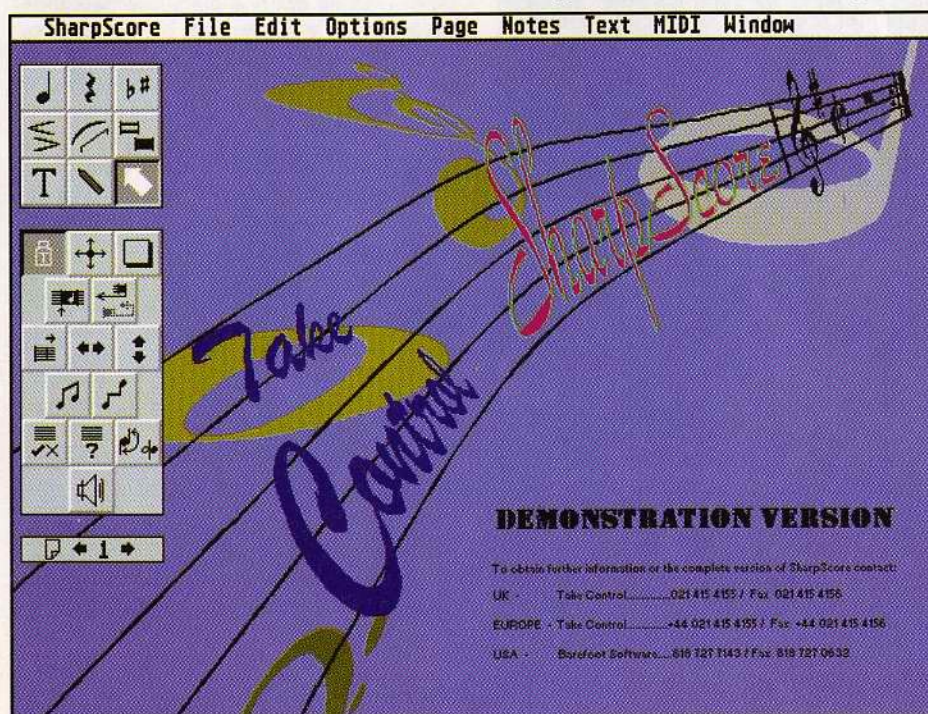 SharpScore File Edit Options Page Notes Text MIDI Window
T
?
1
SharpScore
Take
Control
DEMONSTRATION VERSION
To obtain further information or the complete version of SharpScore contact:
UK - Take Control.............021 415 4155 / Fax 021 415 4156
EUROPE - Take Control.........+44 021 415 4155 / Fax +44 021 415 4156
USA - Barefoot Software....818 727 7143 / Fax 818 727 0632